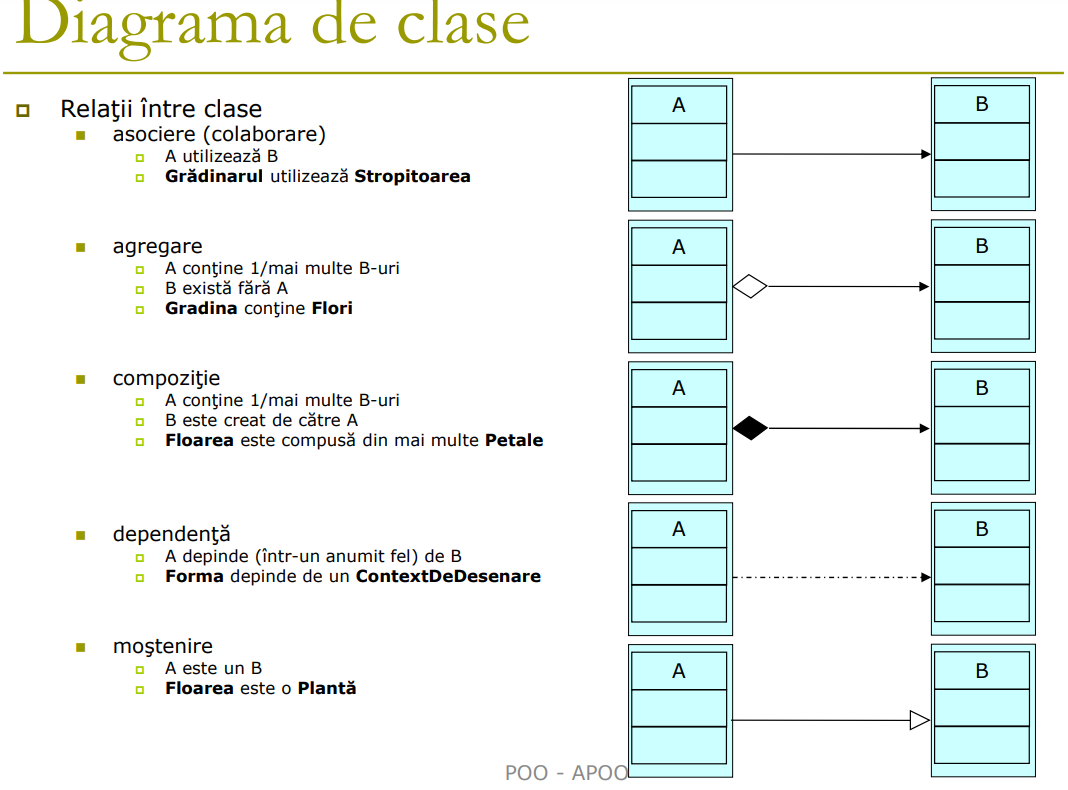 Diagrama de clase
Relaţii între clase
asociere (colaborare)
A utilizează B
Grădinarul utilizează Stropitoarea
A
B
agregare
A conţine 1/mai multe B-uri
B există fără A
Gradina conţine Flori
A
B
compoziţie
A conţine 1/mai multe B-uri
B este creat de către A
Floarea este compusă din mai multe Petale
A
B
dependenţă
A depinde (într-un anumit fel) de B
Forma depinde de un ContextDeDesenare
A
B
moştenire
A este un B
Floarea este o Plantă
A
B
POO - APOO